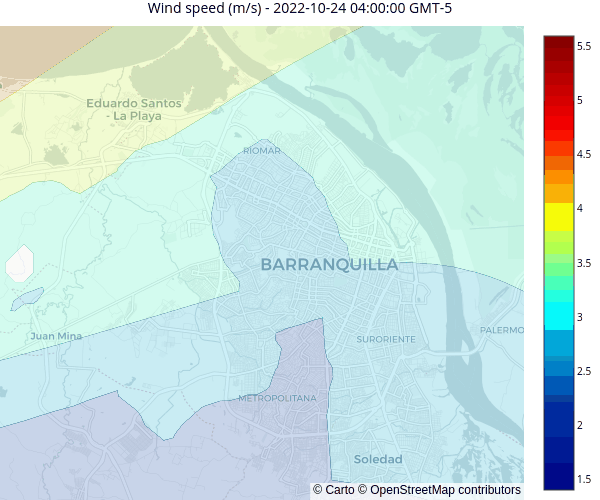 Wind speed (m/s) - 2022-10-24 04:00:00 GMT-5
Eduardo Santos
- La Playa
RIOMAR
BARRANQUILLA
Juan Mina
SURORIENTE
PALERMO
METROPOLITANA
Soledad
5.5
5
4.5
4
3.5
3
2.5
2
1.5
© Carto © OpenStreetMap contributors